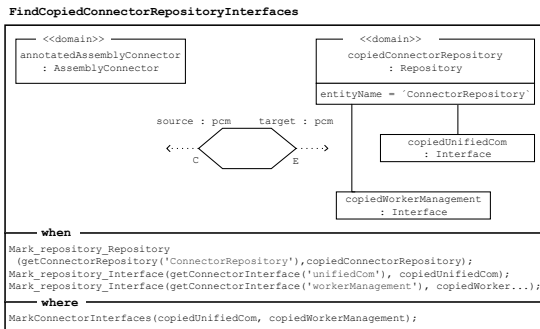 FindCopiedConnectorRepositoryInterfaces
<<domain>>
annotatedAssemblyConnector
: AssemblyConnector
<<domain>>
copiedConnectorRepository
: Repository
entityName = `ConnectorRepository`
source : pcm
target : pcm
C
E
copiedUnifiedCom
: Interface
copiedWorkerManagement
: Interface
when
Mark_repository_Repository
(getConnectorRepository('ConnectorRepository'),copiedConnectorRepository);
Mark_repository_Interface(getConnectorInterface('unifiedCom'), copiedUnifiedCom);
Mark_repository_Interface(getConnectorInterface('workerManagement'), copiedWorker...);
where
MarkConnectorInterfaces(copiedUnifiedCom, copiedWorkerManagement);